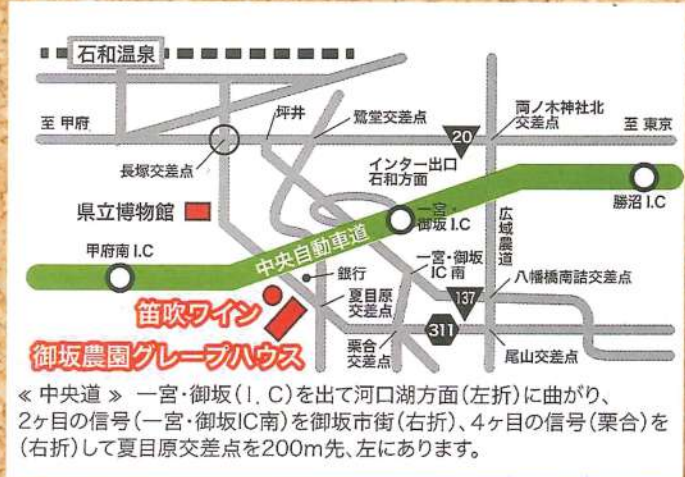 石和温泉
至 甲府
坪井
鷺堂交差点
20
両ノ木神社北
交差点
至 東京
長塚交差点
インター出口
石和方面
勝沼 I.C
県立博物館
一宮・
御坂 I.C
広域農道
甲府南 I.C
中央自動車道
銀行
一宮・御坂
IC 南
八幡橋南詰交差点
笛吹ワイン
夏目原
交差点
137
311
御坂農園グレープハウス
栗合
交差点
尾山交差点
≪ 中央道 ≫ 一宮・御坂(I. C)を出て河口湖方面(左折)に曲がり、
2ヶ目の信号(一宮・御坂IC南)を御坂市街(右折)、4ヶ目の信号(栗合)を
(右折)して夏目原交差点を200m先、左にあります。